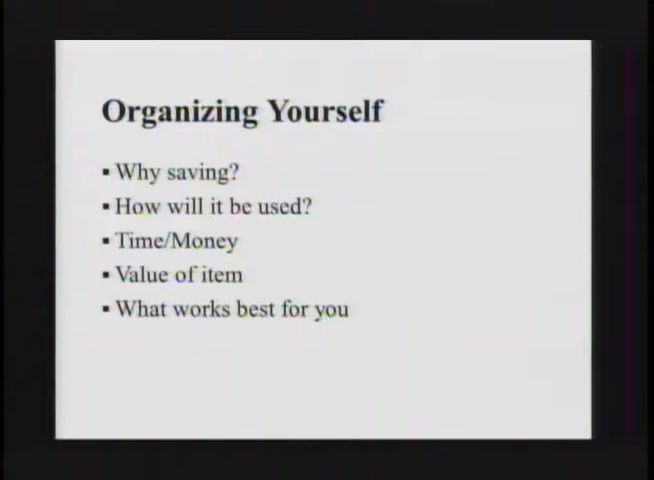 Organizing Yourself
▪ Why saving?
▪ How will it be used?
▪ Time/Money
▪ Value of item
▪ What works best for you